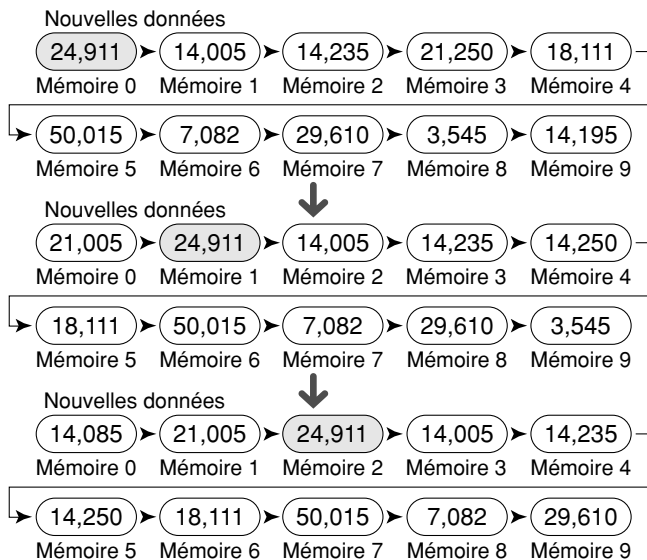 Nouvelles données
24,911 14,005 14,235 21,250 18,111
Mémoire 0 Mémoire 1 Mémoire 2 Mémoire 3 Mémoire 4
50,015 7,082 29,610 3,545 14,195
Mémoire 5 Mémoire 6 Mémoire 7 Mémoire 8 Mémoire 9
Nouvelles données
21,005 24,911 14,005 14,235 14,250
Mémoire 0 Mémoire 1 Mémoire 2 Mémoire 3 Mémoire 4
18,111 50,015 7,082 29,610 3,545
Mémoire 5 Mémoire 6 Mémoire 7 Mémoire 8 Mémoire 9
Nouvelles données
14,085 21,005 24,911 14,005 14,235
Mémoire 0 Mémoire 1 Mémoire 2 Mémoire 3 Mémoire 4
14,250 18,111 50,015 7,082 29,610
Mémoire 5 Mémoire 6 Mémoire 7 Mémoire 8 Mémoire 9